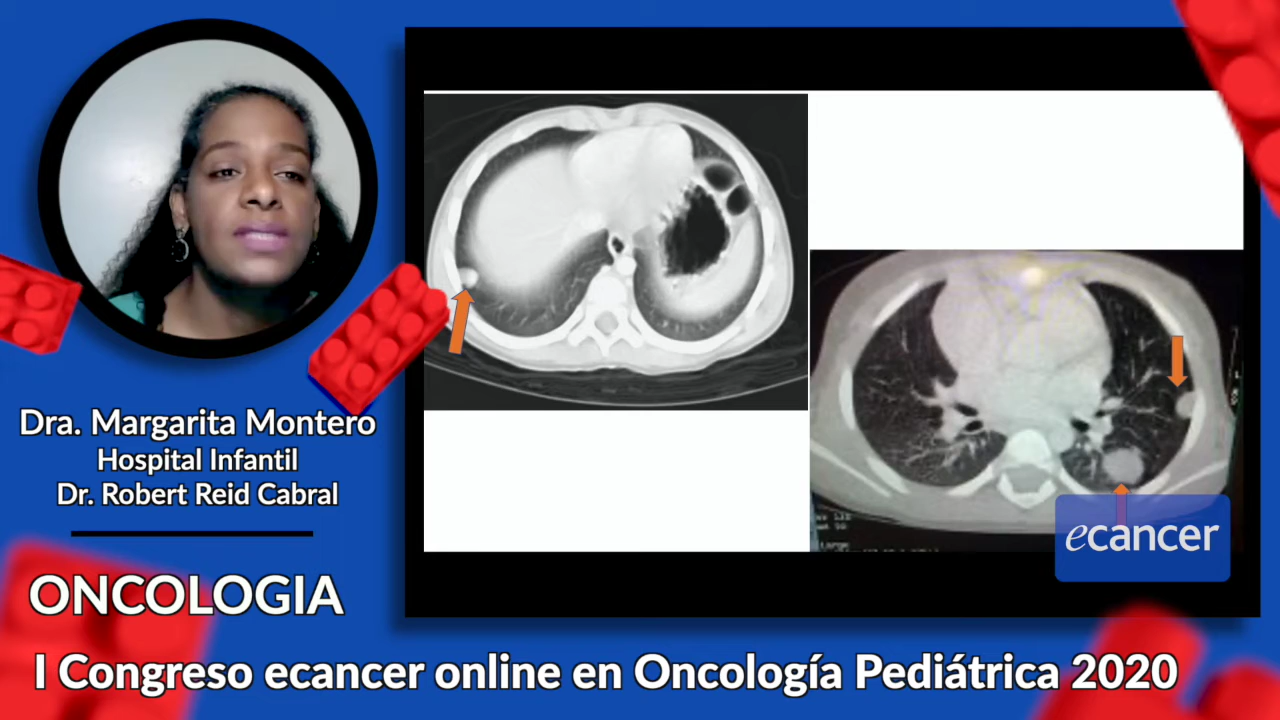 Dra. Margarita Montero
Hospital Infantil
Dr. Robert Reid Cabral
ONCOLOGIA
I Congreso ecancer online en Oncología Pediátrica 2020
ecancer